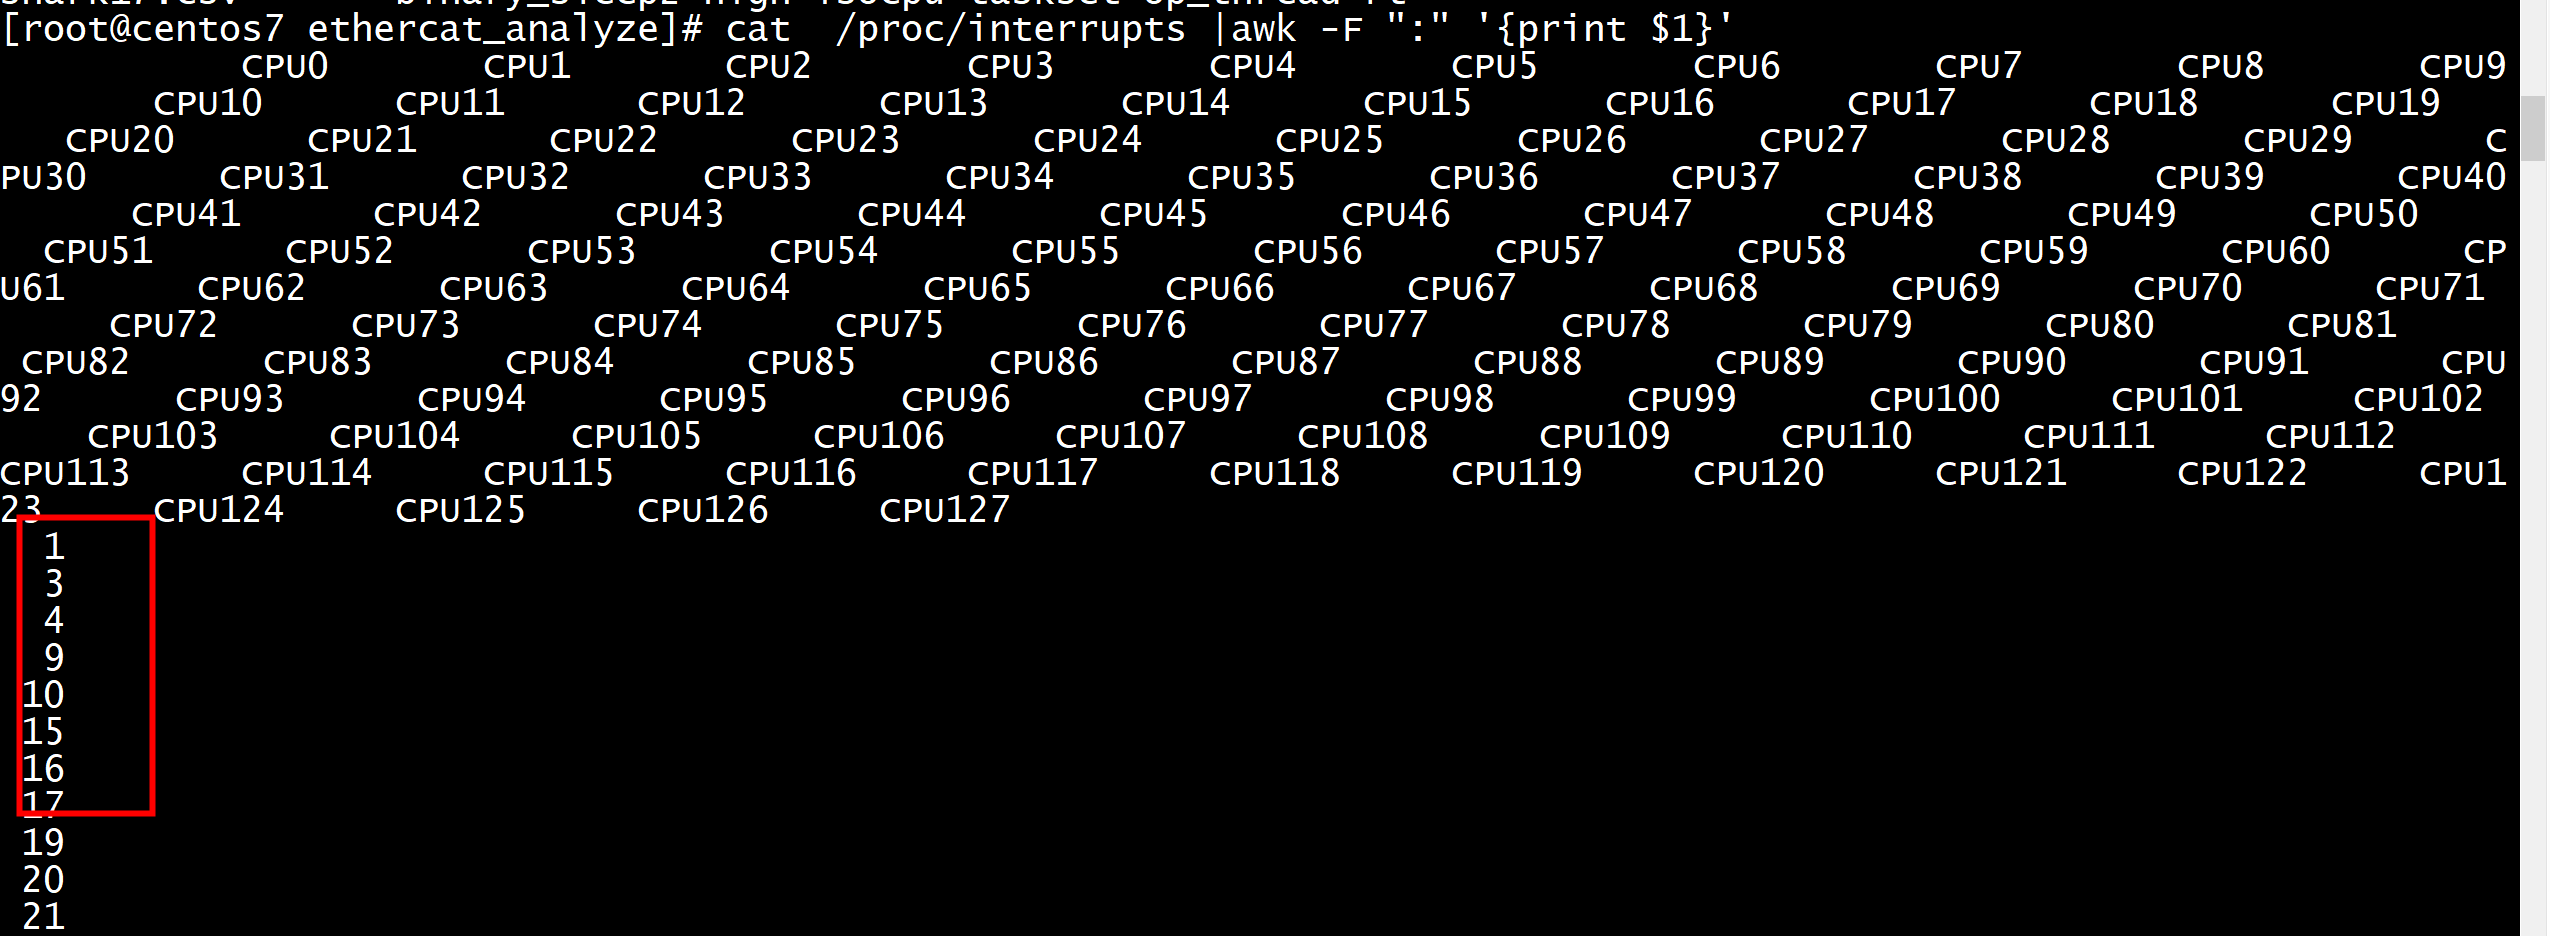 [root@centos7 ethercat_analyze]# cat  /proc/interrupts |awk -F ":" '{print $1}'
           CPU0       CPU1       CPU2       CPU3       CPU4       CPU5       CPU6       CPU7       CPU8       CPU9
       CPU10      CPU11      CPU12      CPU13      CPU14      CPU15      CPU16      CPU17      CPU18      CPU19
   CPU20      CPU21      CPU22      CPU23      CPU24      CPU25      CPU26      CPU27      CPU28      CPU29      C
PU30      CPU31      CPU32      CPU33      CPU34      CPU35      CPU36      CPU37      CPU38      CPU39      CPU40
      CPU41      CPU42      CPU43      CPU44      CPU45      CPU46      CPU47      CPU48      CPU49      CPU50
  CPU51      CPU52      CPU53      CPU54      CPU55      CPU56      CPU57      CPU58      CPU59      CPU60      CP
U61      CPU62      CPU63      CPU64      CPU65      CPU66      CPU67      CPU68      CPU69      CPU70      CPU71
     CPU72      CPU73      CPU74      CPU75      CPU76      CPU77      CPU78      CPU79      CPU80      CPU81
 CPU82      CPU83      CPU84      CPU85      CPU86      CPU87      CPU88      CPU89      CPU90      CPU91      CPU
92      CPU93      CPU94      CPU95      CPU96      CPU97      CPU98      CPU99      CPU100     CPU101     CPU102
    CPU103     CPU104     CPU105     CPU106     CPU107     CPU108     CPU109     CPU110     CPU111     CPU112
CPU113     CPU114     CPU115     CPU116     CPU117     CPU118     CPU119     CPU120     CPU121     CPU122     CPU1
23     CPU124     CPU125     CPU126     CPU127
  1
  3
  4
  9
 10
 15
 16
 17
 19
 20
 21